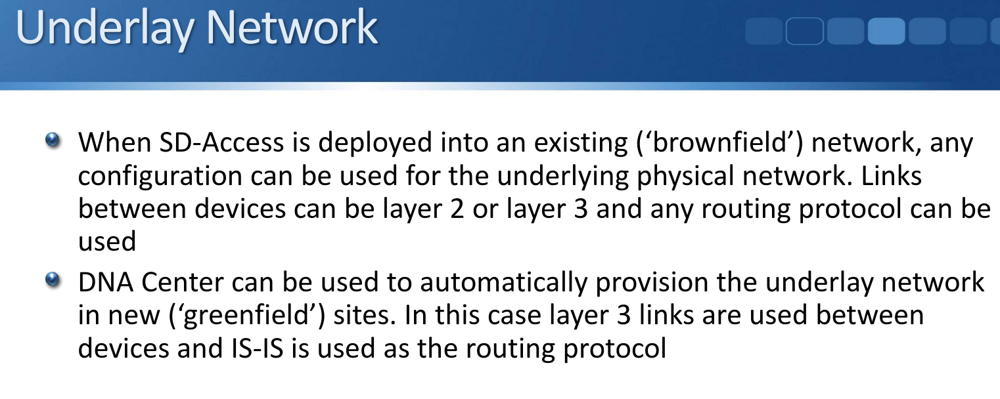 Underlay Network
When SD-Access is deployed into an existing (‘brownfield’) network, any
configuration can be used for the underlying physical network. Links
between devices can be layer 2 or layer 3 and any routing protocol can be
used
DNA Center can be used to automatically provision the underlay network
in new (‘greenfield’) sites. In this case layer 3 links are used between
devices and IS-IS is used as the routing protocol